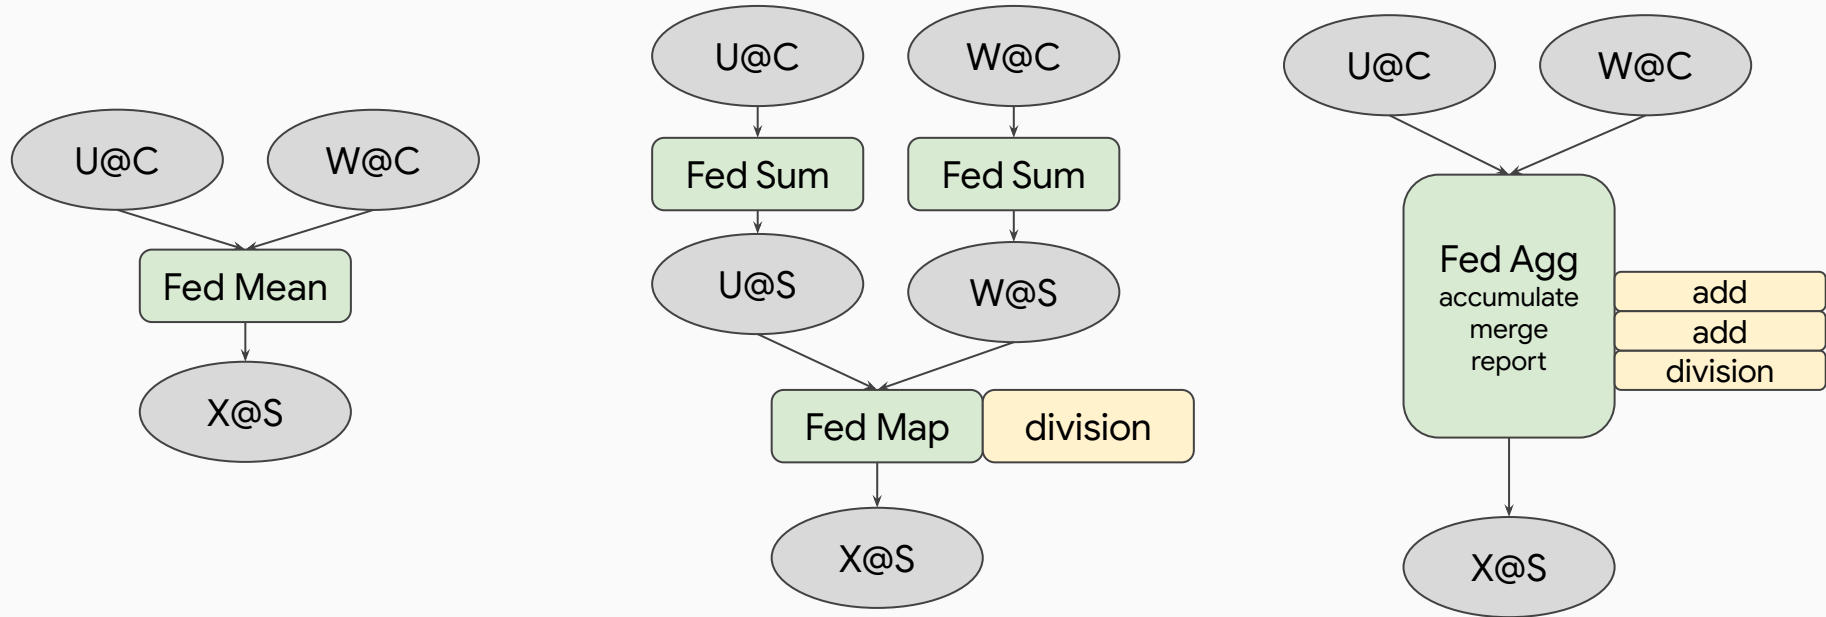 U@C
W@C
Fed Mean
X@S
U@C
W@C
Fed Sum
Fed Sum
U@S
W@S
Fed Map
division
X@S
U@C
W@C
Fed Agg
accumulate
merge
report
add
add
division
X@S